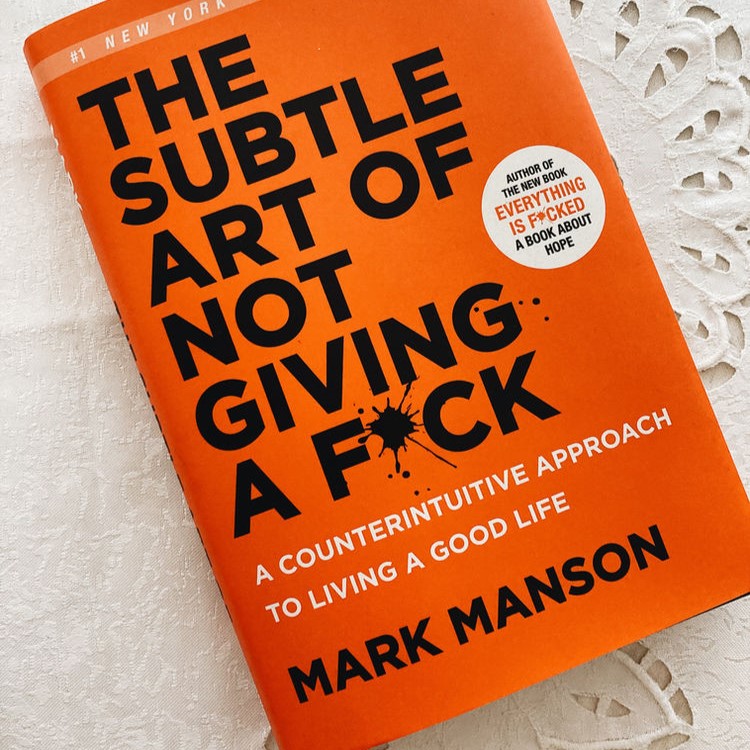 #1 NEW YORK
THE
SUBTLE
ART OF
NOT
GIVING
A F*CK
A COUNTERINTUITIVE APPROACH
TO LIVING A GOOD LIFE
MARK MANSON
AUTHOR OF
THE NEW BOOK
EVERYTHING
IS F*CKED
A BOOK ABOUT
HOPE